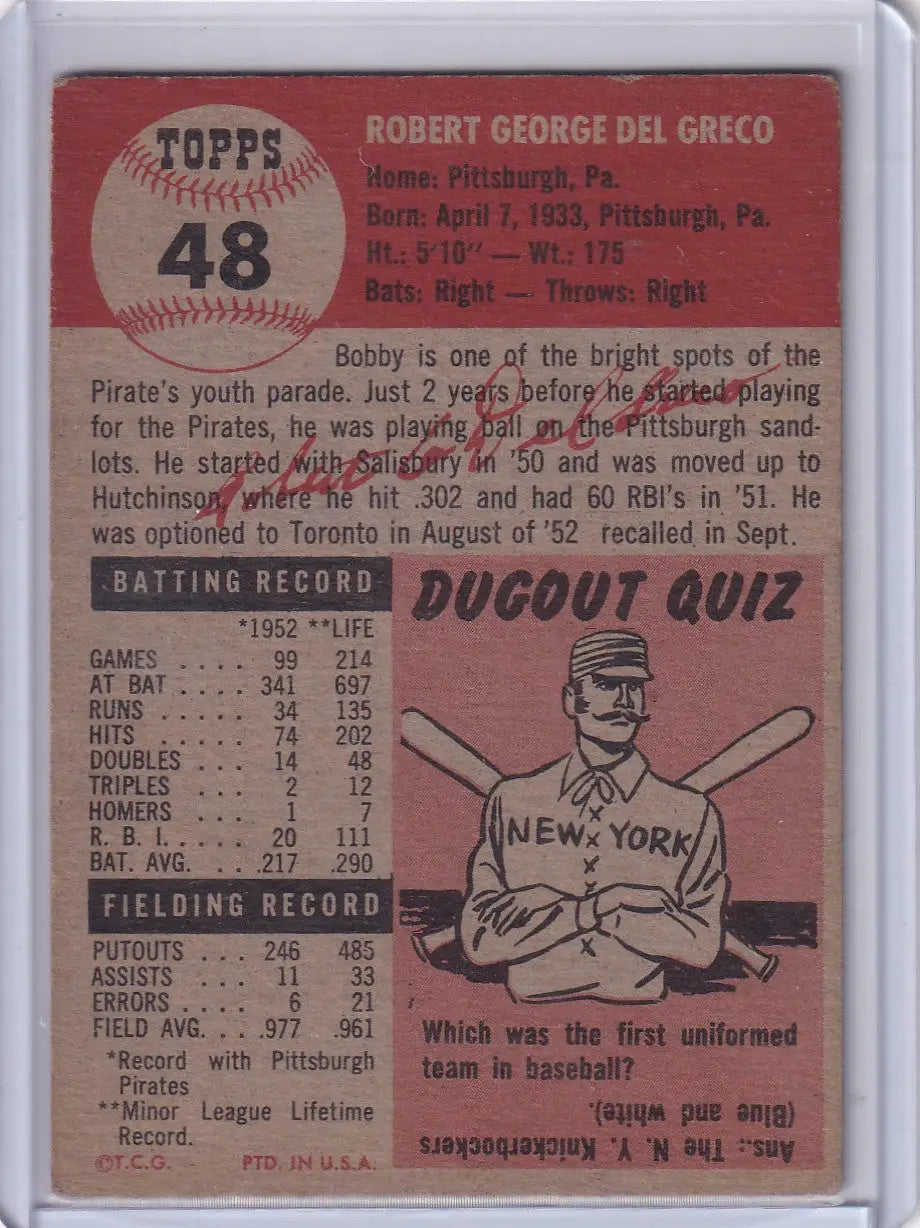 TOPPS
48
ROBERT GEORGE DEL GRECO
Home: Pittsburgh, Pa.
Born: April 7, 1933, Pittsburgh, Pa.
Ht.: 5'10" — Wt.: 175
Bats: Right — Throws: Right
Bobby is one of the bright spots of the
Pirate's youth parade. Just 2 years before he started playing
for the Pirates, he was playing ball on the Pittsburgh sand-
lots. He started with Salisbury in '50 and was moved up to
Hutchinson, where he hit .302 and had 60 RBI's in '51. He
was optioned to Toronto in August of '52 recalled in Sept.
BATTING RECORD
*1952 **LIFE
GAMES .... 99 214
AT BAT .... 341 697
RUNS ..... 34 135
HITS ..... 74 202
DOUBLES ... 14 48
TRIPLES ... 2 12
HOMERS ... 1 7
R. B. I. .... 20 111
BAT. AVG. ... .217 .290
FIELDING RECORD
PUTOUTS ... 246 485
ASSISTS ... 11 33
ERRORS .... 6 21
FIELD AVG. ... .977 .961
*Record with Pittsburgh
Pirates
**Minor League Lifetime
Record.
©T.C.G. PTD. IN U.S.A.
DUGOUT QUIZ
NEW YORK
Which was the first uniformed
team in baseball?
Ans.: The N. Y. Knickerbockers
(Blue and white).